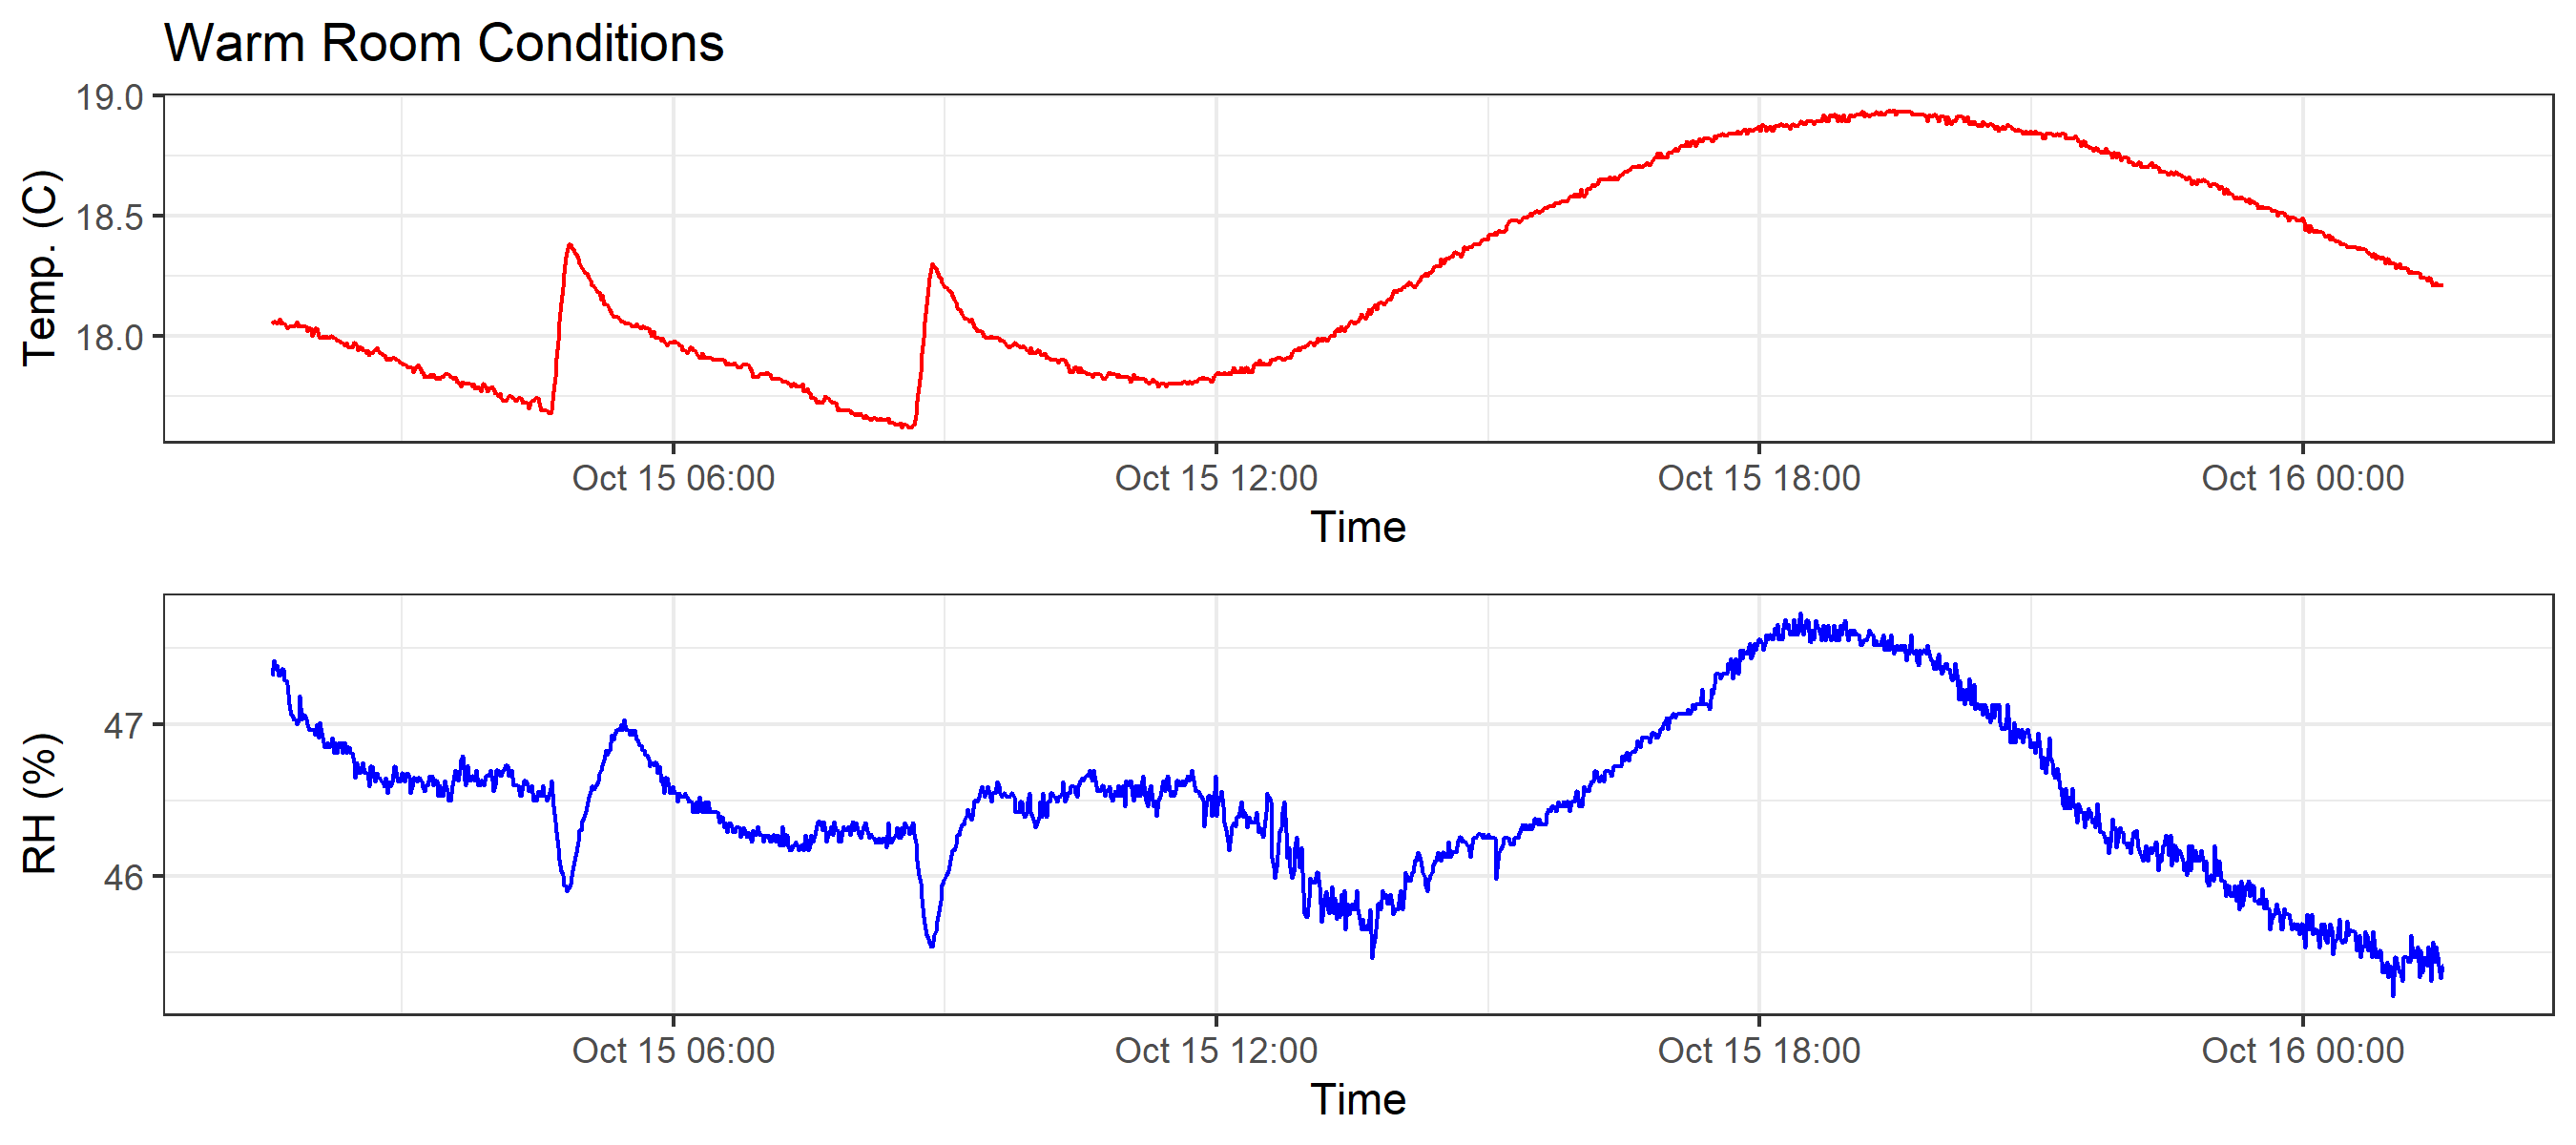 Warm Room Conditions
19.0
18.5
18.0
Temp. (C)
Oct 15 06:00 Oct 15 12:00 Oct 15 18:00 Oct 16 00:00
Time
47
46
RH (%)
Oct 15 06:00 Oct 15 12:00 Oct 15 18:00 Oct 16 00:00
Time